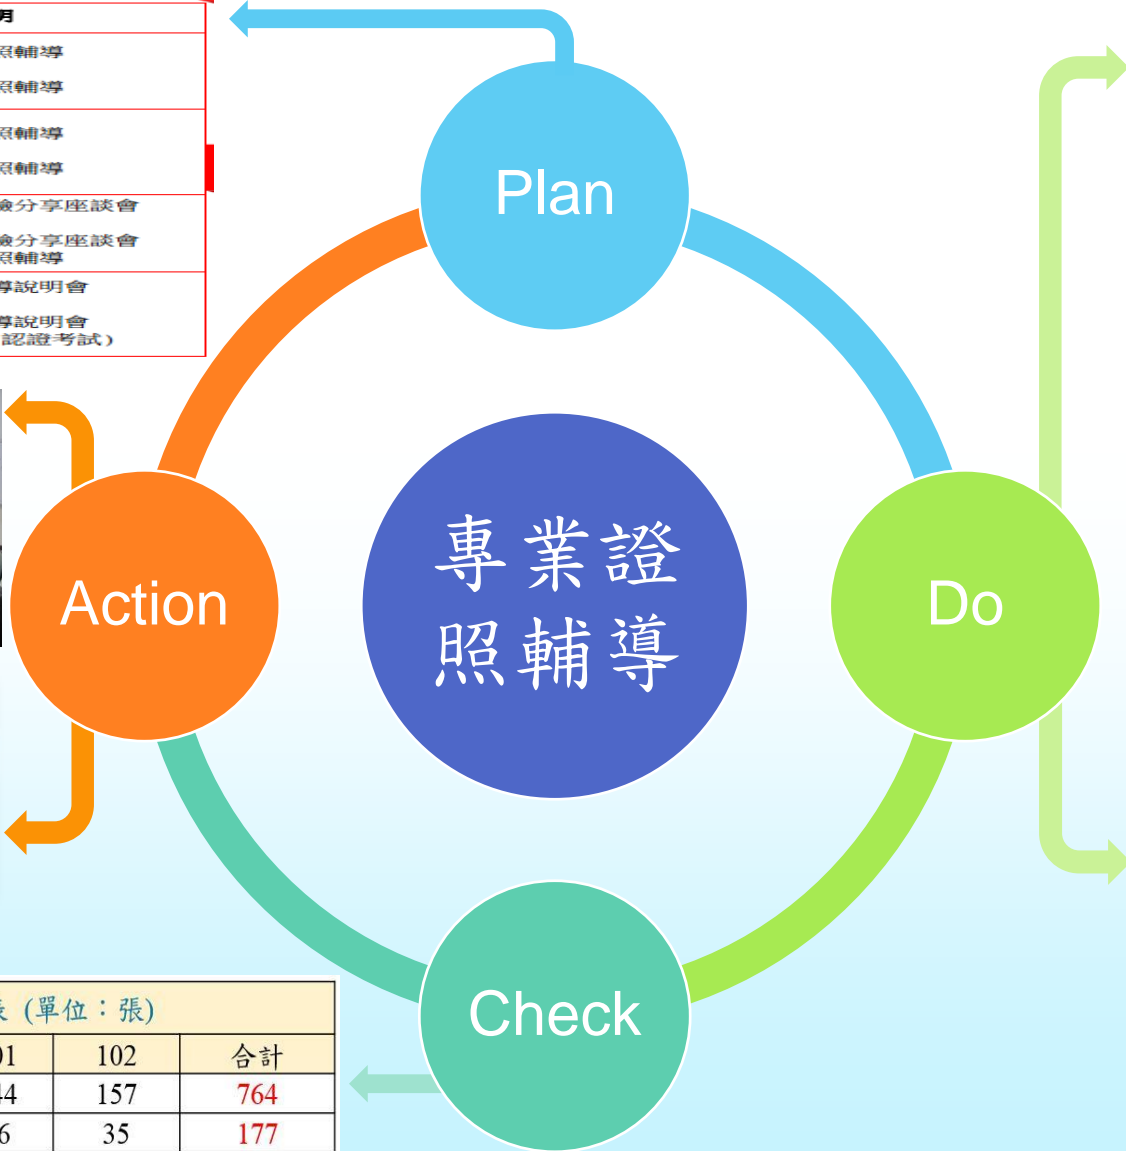 照輔導
照輔導
照輔導
照輔導
分享座談會
分享座談會
照輔導
導說明會
導說明會
認證考試)
Plan
專業證
照輔導
Action
Do
Check
(單位：張)
102 合計
157 764
35 177